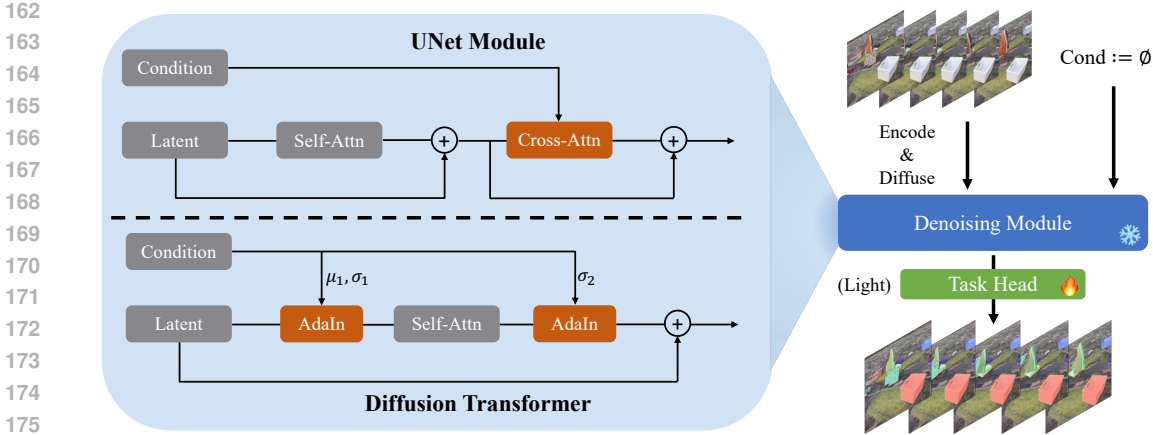 162
163
164
165
166
167
168
169
170
171
172
173
174
175
UNet Module
Condition
Latent
Self-Attn
+
Cross-Attn
+
Condition
μ₁, σ₁
σ₂
Latent
AdaIn
Self-Attn
AdaIn
+
Diffusion Transformer
Cond := ∅
Encode
&
Diffuse
Denoising Module
(Light)
Task Head